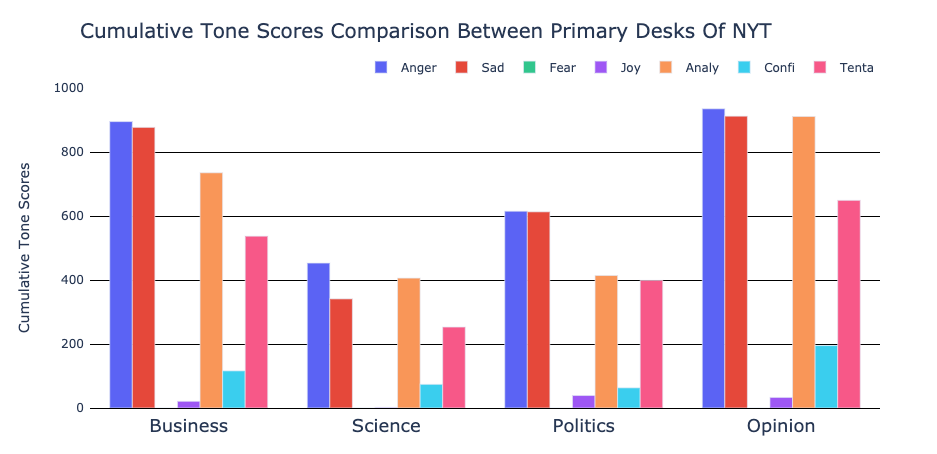 Cumulative Tone Scores Comparison Between Primary Desks Of NYT
Anger Sad Fear Joy Analy Confi Tenta
1000
800
600
400
200
0
Cumulative Tone Scores
Business Science Politics Opinion